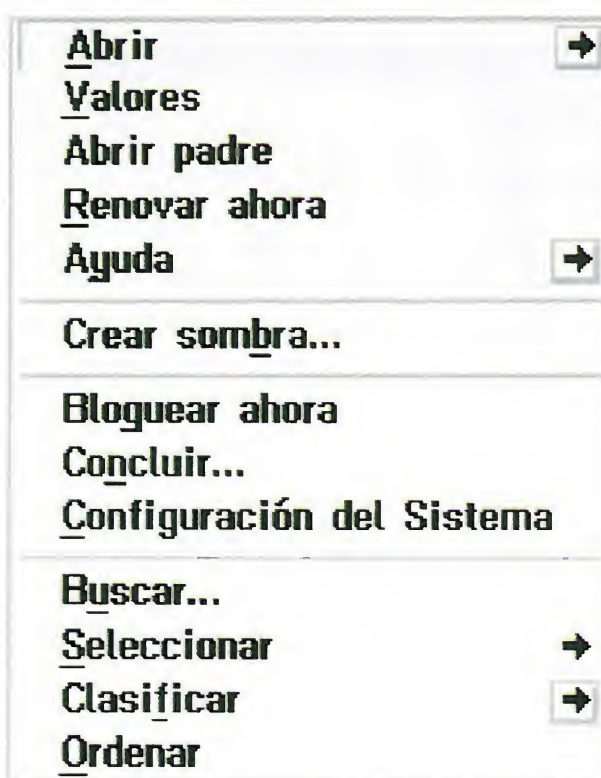 Abrir
Valores
Abrir padre
Renovar ahora
Ayuda
Crear sombra...
Bloquear ahora
Concluir...
Configuración del Sistema
Buscar...
Seleccionar
Clasificar
Ordenar